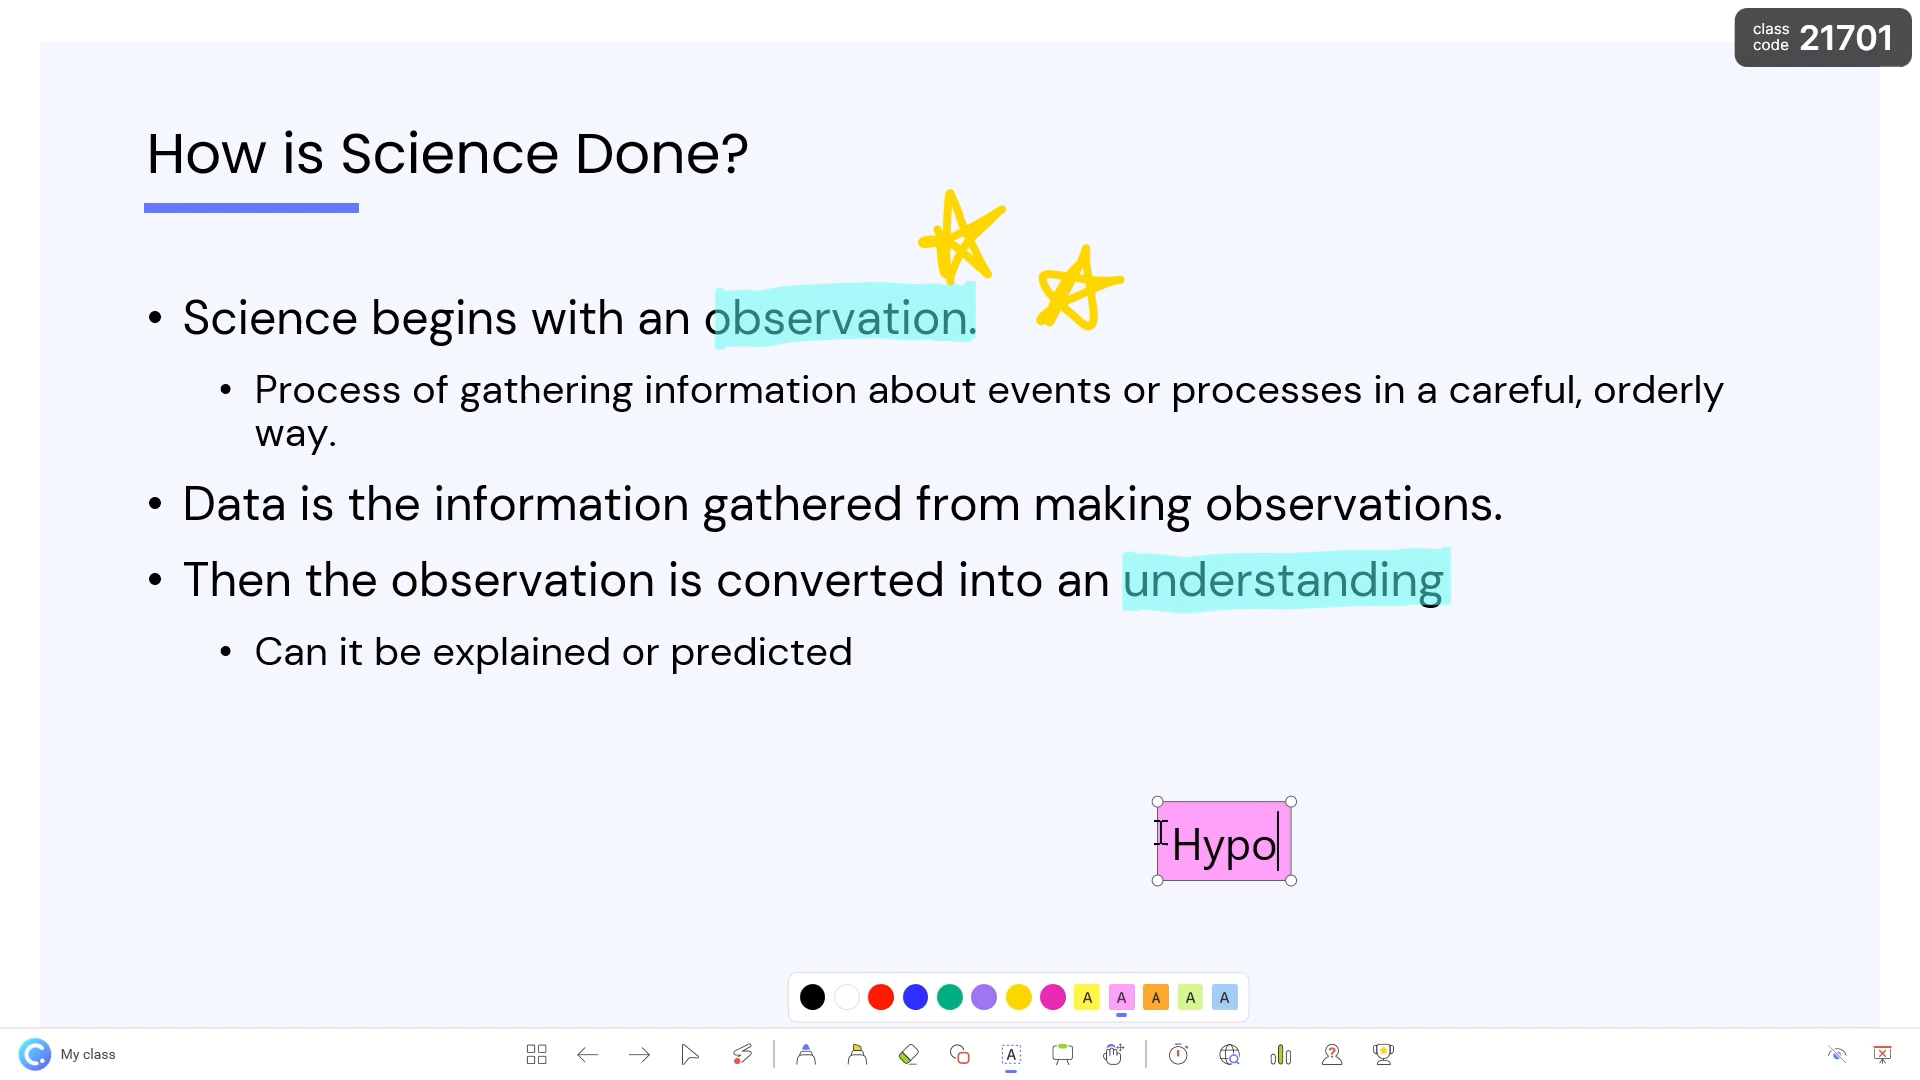 class code 21701
How is Science Done?
• Science begins with an observation.
• Process of gathering information about events or processes in a careful, orderly
way.
• Data is the information gathered from making observations.
• Then the observation is converted into an understanding
• Can it be explained or predicted
Hypo
A A A A A
My class
A